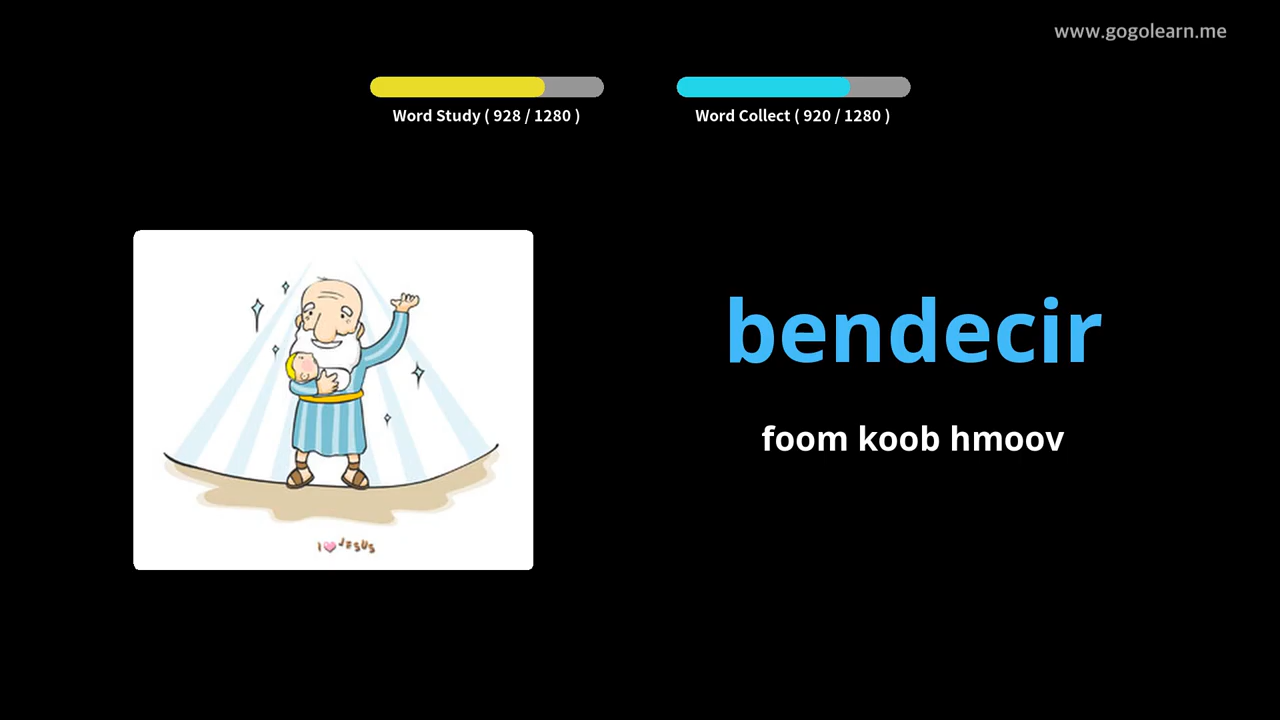 www.gogolearn.me
Word Study ( 928 / 1280 )
Word Collect ( 920 / 1280 )
bendecir
foom koob hmoov
I ♥ JESUS